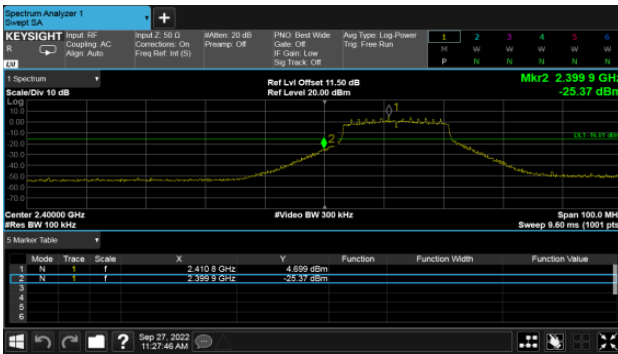 Spectrum Analyzer 1
Swept SA
+
KEYSIGHT Input: RF Input Z: 50 Ω #Atten: 20 dB PNO: Best Wide Avg Type: Log-Power 1 2 3 4 5 6
R Coupling: AC Corrections: On Preamp: Off Gate: Off Trig: Free Run M W W W W W
Align: Auto Freq Ref: Int (S) IF Gain: Low P N N N N N
LXI Sig Track: Off
1 Spectrum Ref Lvl Offset 11.50 dB Mkr2 2.399 9 GHz
Scale/Div 10 dB Ref Level 20.00 dBm -25.37 dBm
Log
10.0
0.00
-10.0
-20.0
-30.0
-40.0
-50.0
-60.0
-70.0
1
2
Center 2.40000 GHz #Video BW 300 kHz Span 100.0 MH
#Res BW 100 kHz Sweep 9.60 ms (1001 pts
5 Marker Table
Mode Trace Scale X Y Function Function Width Function Value
1 N 1 f 2.410 8 GHz 4.699 dBm
2 N 1 f 2.399 9 GHz -25.37 dBm
3
4
5
6
? Sep 27, 2022
11:27:46 AM